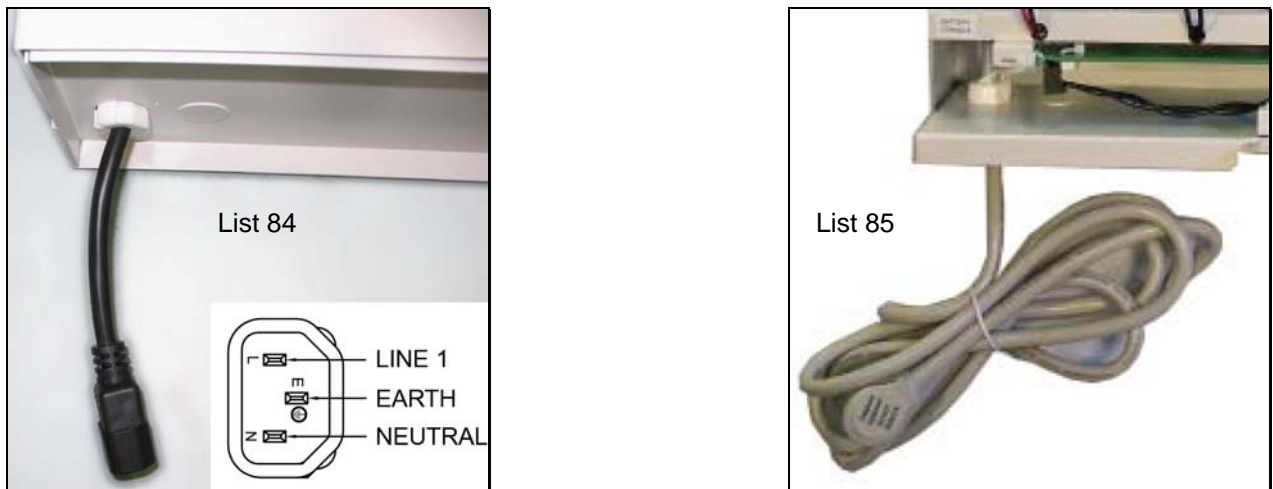 List 84
L
LINE 1
E
EARTH
N
NEUTRAL
List 85